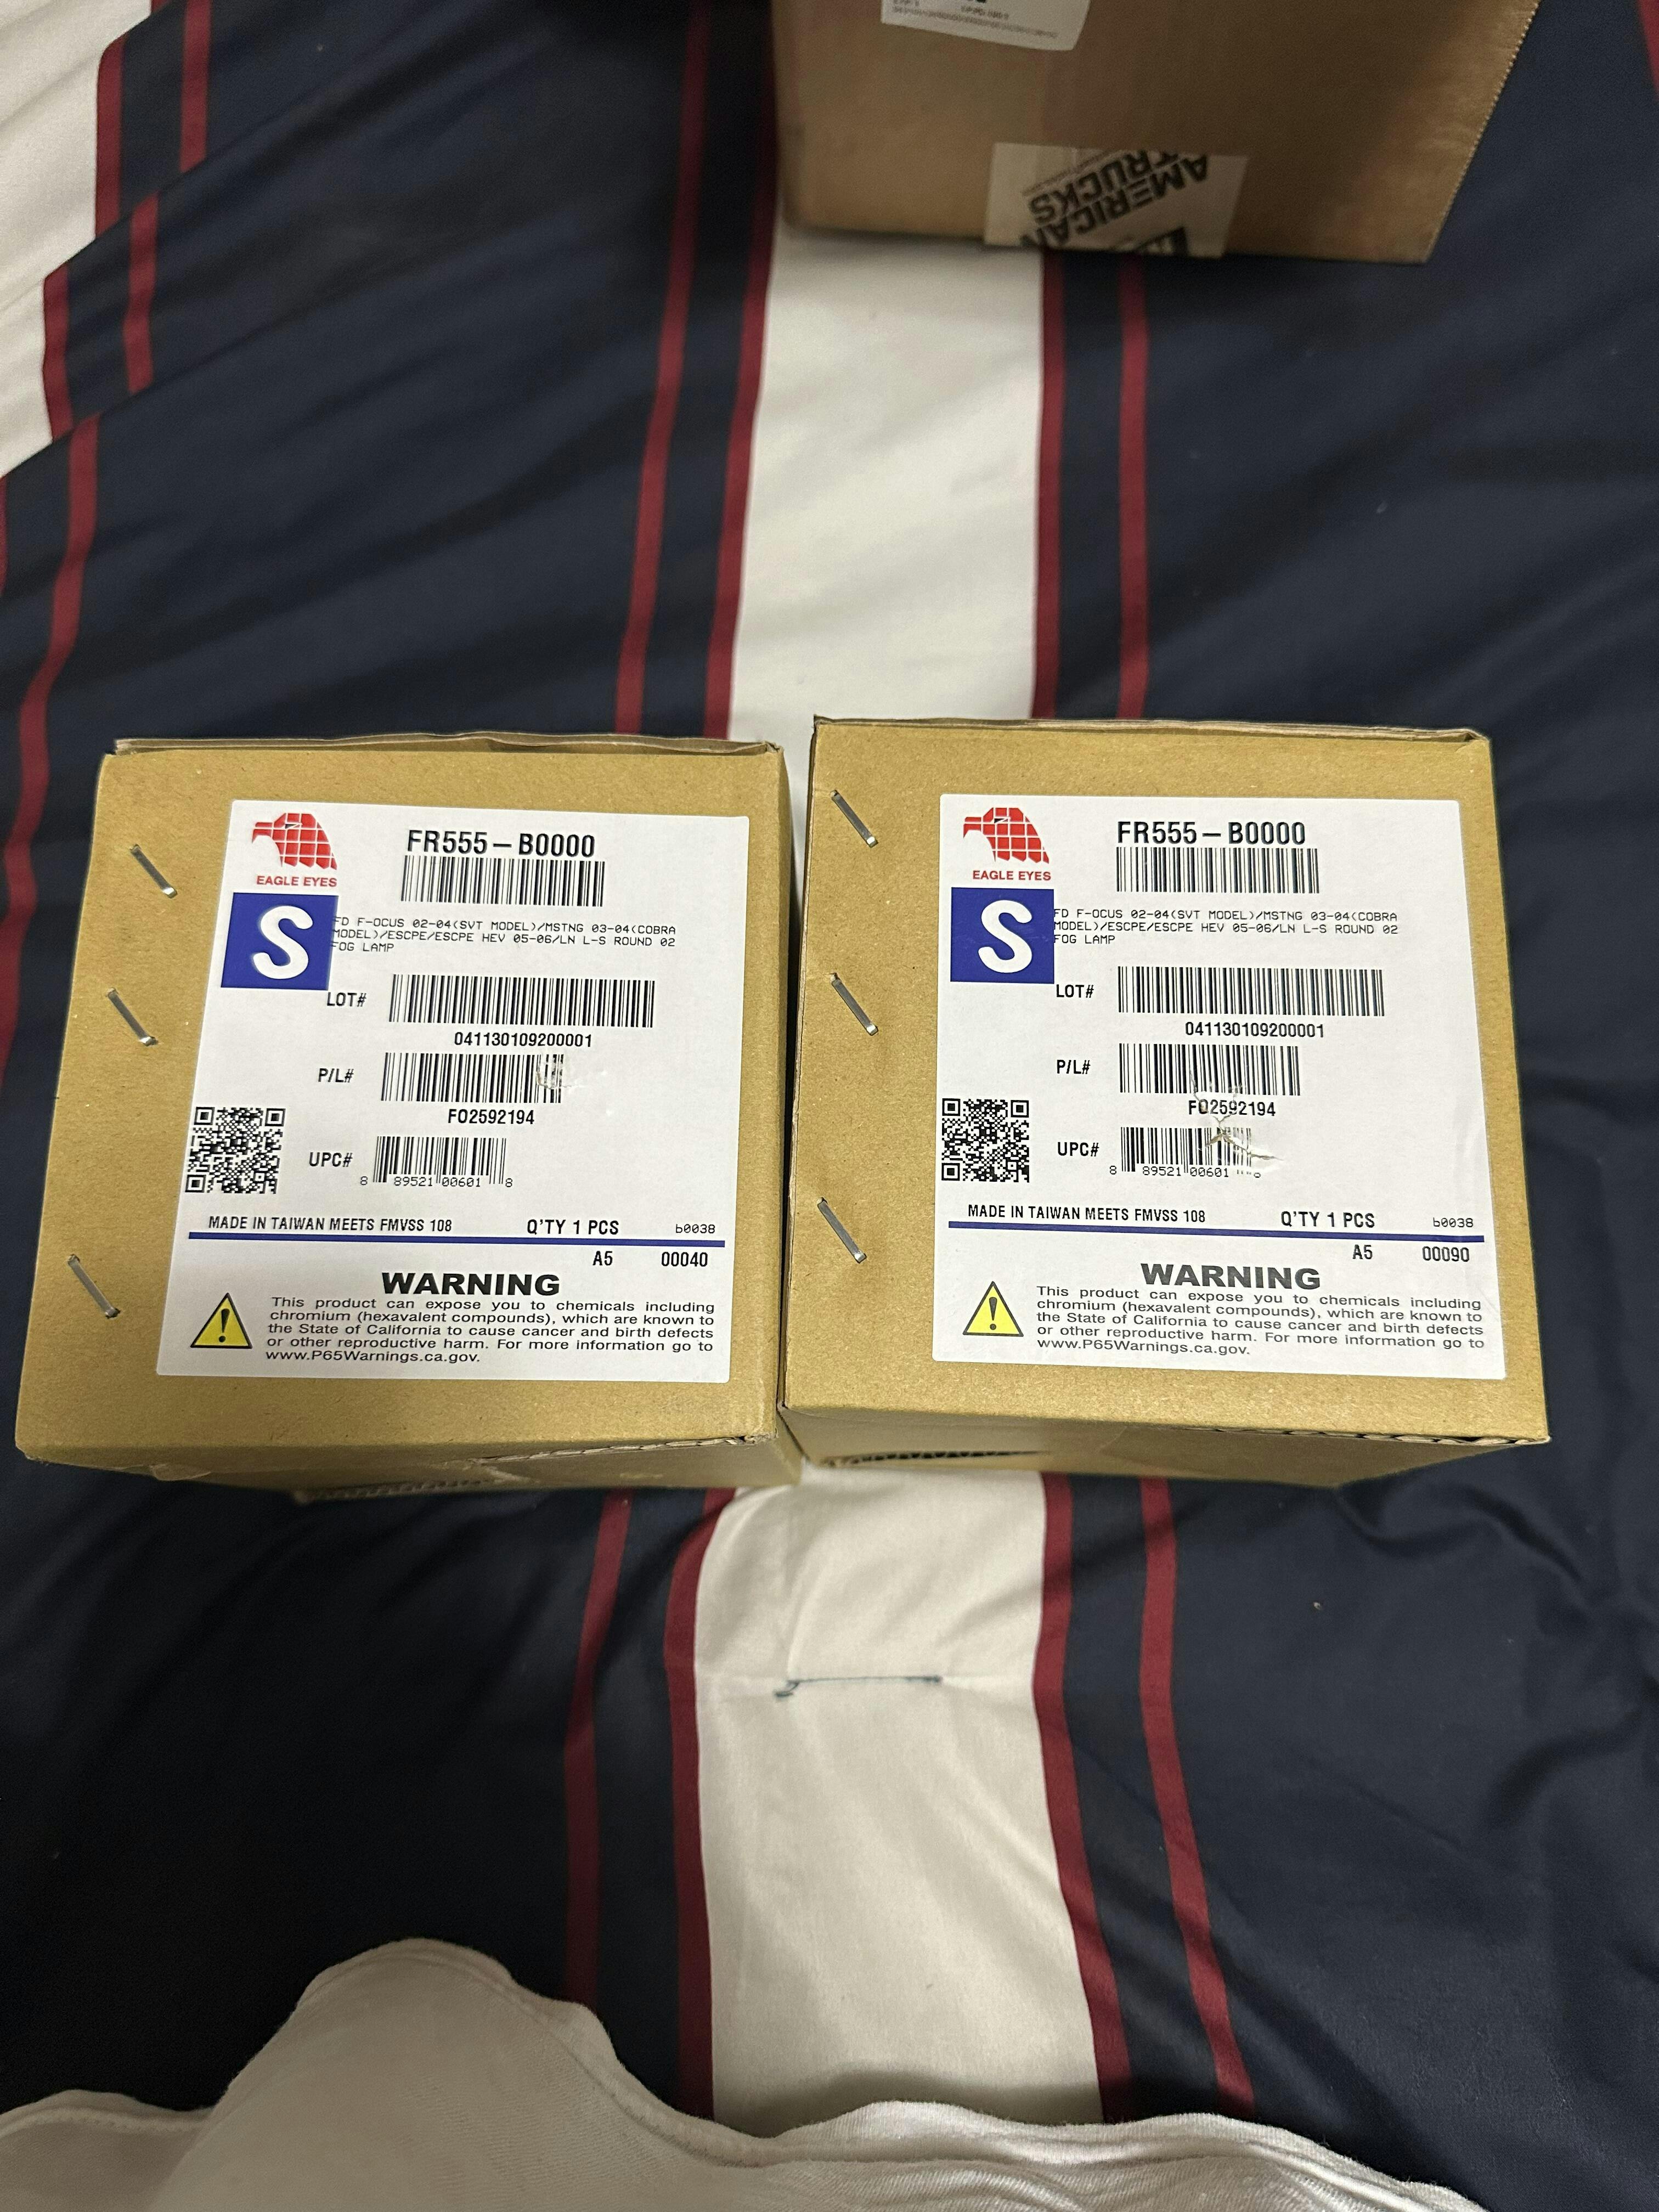 AMERICAN
TRUCKS
FR555-B0000
EAGLE EYES
S
FD F-OCUS 02-04(SVT MODEL)/MSTNG 03-04(COBRA
MODEL)/ESCPE/ESCPE HEV 05-06/LN L-S ROUND 02
FOG LAMP
LOT#
041130109200001
P/L#
FO2592194
UPC#
8 89521 00601 8
MADE IN TAIWAN MEETS FMVSS 108 Q'TY 1 PCS b0038
A5 00040
WARNING
This product can expose you to chemicals including
chromium (hexavalent compounds), which are known to
the State of California to cause cancer and birth defects
or other reproductive harm. For more information go to
www.P65Warnings.ca.gov.
FR555-B0000
EAGLE EYES
S
FD F-OCUS 02-04(SVT MODEL)/MSTNG 03-04(COBRA
MODEL)/ESCPE/ESCPE HEV 05-06/LN L-S ROUND 02
FOG LAMP
LOT#
041130109200001
P/L#
FO2592194
UPC#
8 89521 00601
MADE IN TAIWAN MEETS FMVSS 108 Q'TY 1 PCS b0038
A5 00090
WARNING
This product can expose you to chemicals including
chromium (hexavalent compounds), which are known to
the State of California to cause cancer and birth defects
or other reproductive harm. For more information go to
www.P65Warnings.ca.gov.